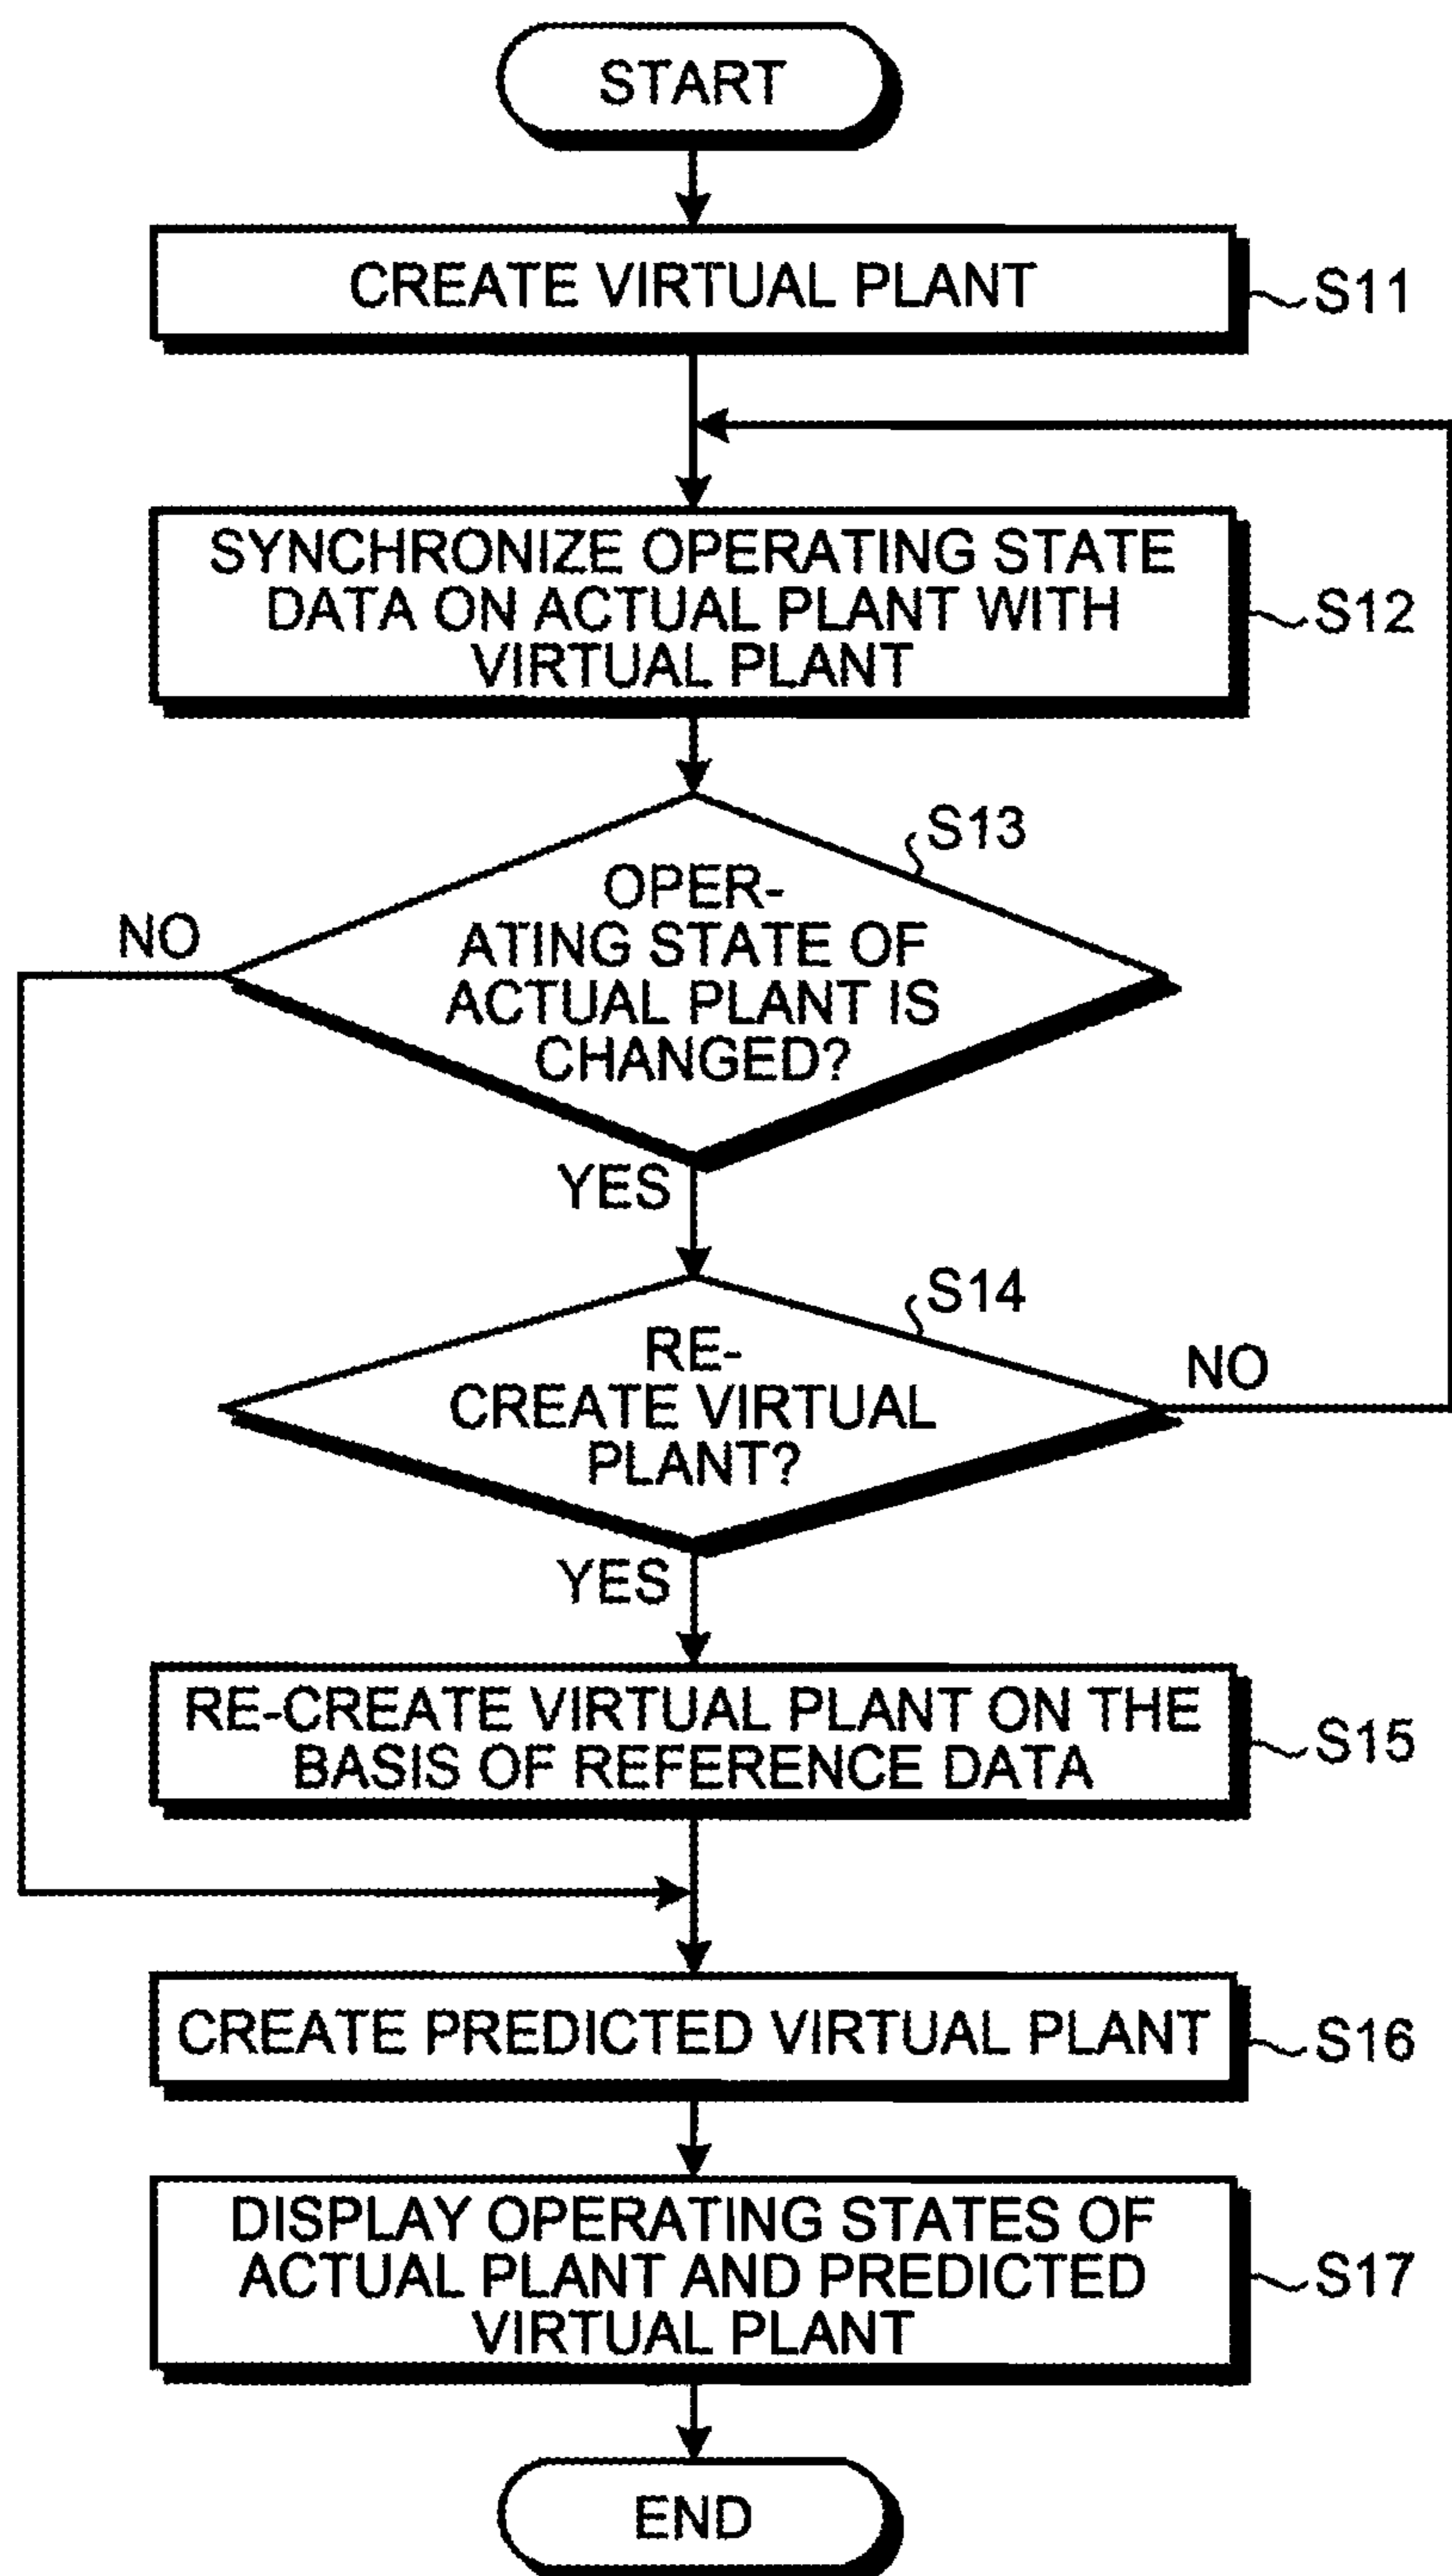 START
CREATE VIRTUAL PLANT
S11
SYNCHRONIZE OPERATING STATE
DATA ON ACTUAL PLANT WITH
VIRTUAL PLANT
S12
S13
OPER-
ATING STATE OF
ACTUAL PLANT IS
CHANGED?
NO
YES
S14
RE-
CREATE VIRTUAL
PLANT?
NO
YES
RE-CREATE VIRTUAL PLANT ON THE
BASIS OF REFERENCE DATA
S15
CREATE PREDICTED VIRTUAL PLANT
S16
DISPLAY OPERATING STATES OF
ACTUAL PLANT AND PREDICTED
VIRTUAL PLANT
S17
END